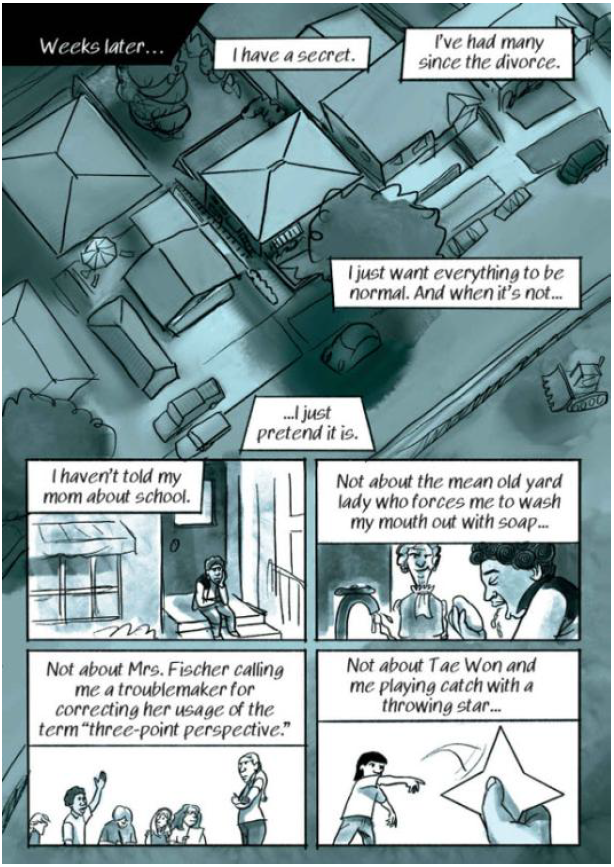 Weeks later...
I have a secret.
I've had many
since the divorce.
I just want everything to be
normal. And when it's not...
...I just
pretend it is.
I haven't told my
mom about school.
Not about the mean old yard
lady who forces me to wash
my mouth out with soap...
Not about Mrs. Fischer calling
me a troublemaker for
correcting her usage of the
term "three-point perspective."
Not about Tae Won and
me playing catch with a
throwing star...